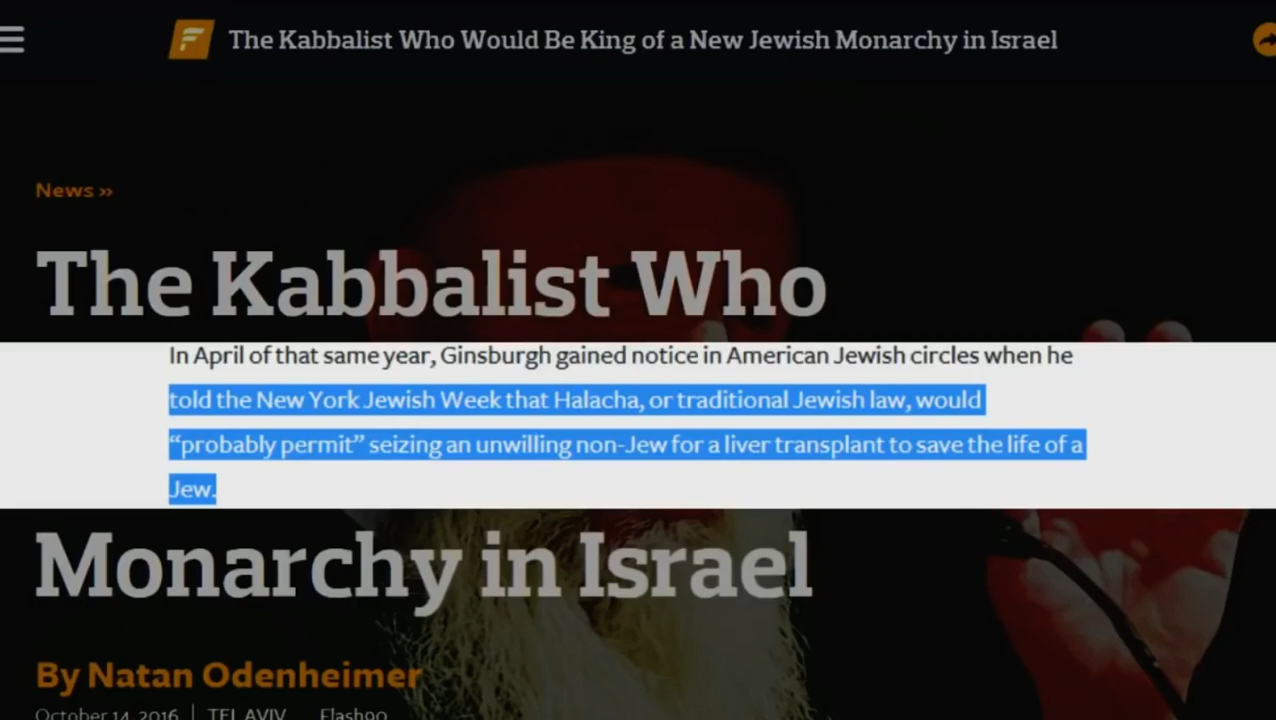 The Kabbalist Who Would Be King of a New Jewish Monarchy in Israel
News »
The Kabbalist Who
In April of that same year, Ginsburgh gained notice in American Jewish circles when he
told the New York Jewish Week that Halacha, or traditional Jewish law, would
“probably permit” seizing an unwilling non-Jew for a liver transplant to save the life of a
Jew.
Monarchy in Israel
By Natan Odenheimer
October 14, 2016 | TEL AVIV Flash90